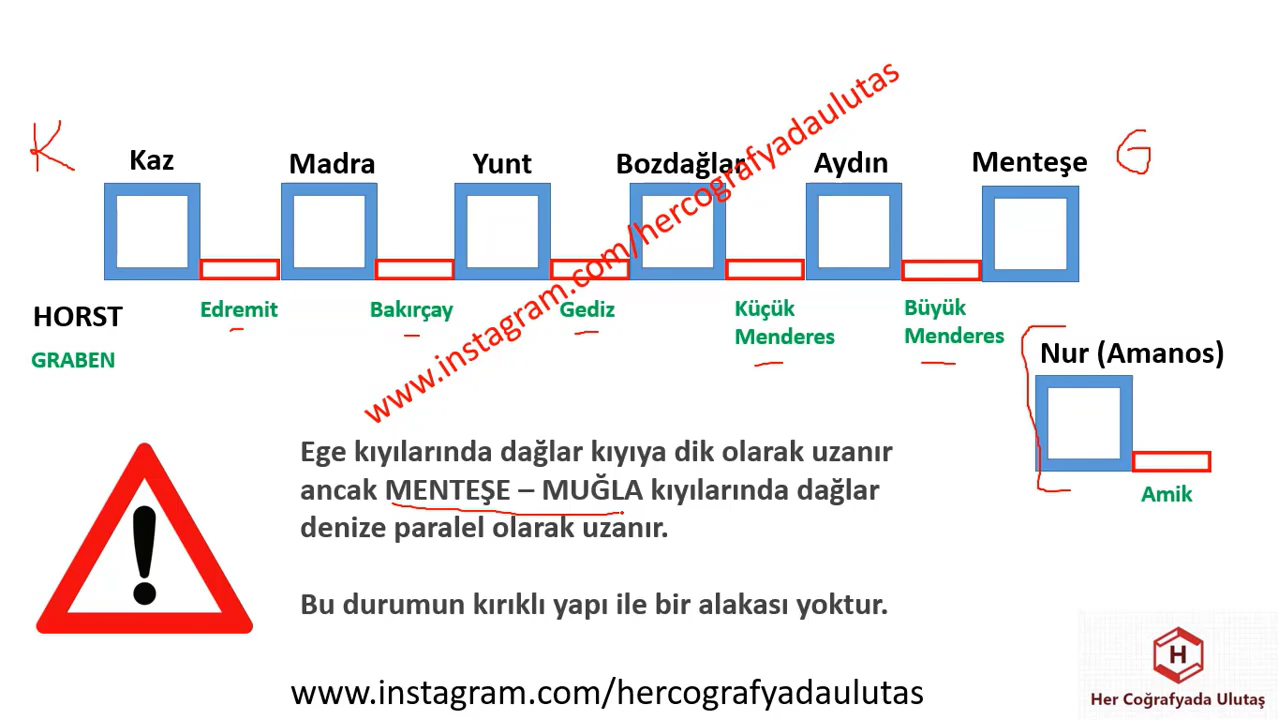 K
Kaz
Madra
Yunt
Bozdağlar
Aydın
Menteşe
G
HORST
GRABEN
Edremit
Bakırçay
Gediz
Küçük
Menderes
Büyük
Menderes
Nur (Amanos)
Amik
www.instagram.com/hercografyadaulutas
Ege kıyılarında dağlar kıyıya dik olarak uzanır
ancak MENTEŞE – MUĞLA kıyılarında dağlar
denize paralel olarak uzanır.
Bu durumun kırıklı yapı ile bir alakası yoktur.
www.instagram.com/hercografyadaulutas
H
Her Coğrafyada Ulutaş